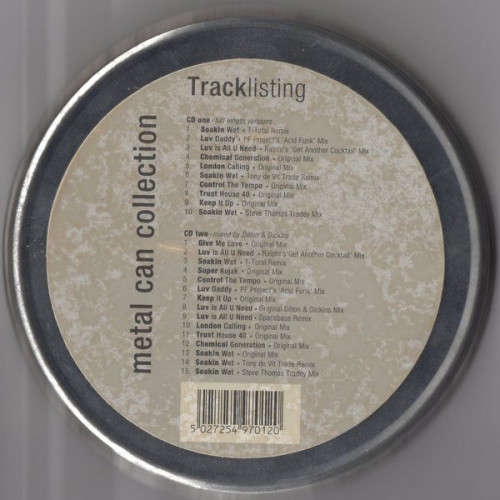 metal can collection
Tracklisting
CD one - full length versions
1 Soakin Wet • T-Total Remix
2 Luv Daddy • PF Project's 'Acid Funk' Mix
3 Luv is All U Need • Ralph's 'Get Another Cocktail' Mix
4 Chemical Generation • Original Mix
5 London Calling • Original Mix
6 Soakin Wet • Tony de Vit Trade Remix
7 Control The Tempo • Original Mix
8 Trust House 40 • Original Mix
9 Keep It Up • Original Mix
10 Soakin Wet • Steve Thomas Tradey Mix
CD two - mixed by Dillon & Dickins
1 Give Me Love • Original Mix
2 Luv is All U Need • Ralph's 'Get Another Cocktail' Mix
3 Soakin Wet • T-Total Remix
4 Super Kojak • Original Mix
5 Control The Tempo • Original Mix
6 Luv Daddy • PF Project's 'Acid Funk' Mix
7 Keep It Up • Original Mix
8 Luv is All U Need • Original Dillon & Dickins Mix
9 Luv is All U Need • Spacebase Remix
10 London Calling • Original Mix
11 Trust House 40 • Original Mix
12 Chemical Generation • Original Mix
13 Soakin Wet • Original Mix
14 Soakin Wet • Tony de Vit Trade Remix
15 Soakin Wet • Steve Thomas Tradey Mix
5 027254 970120